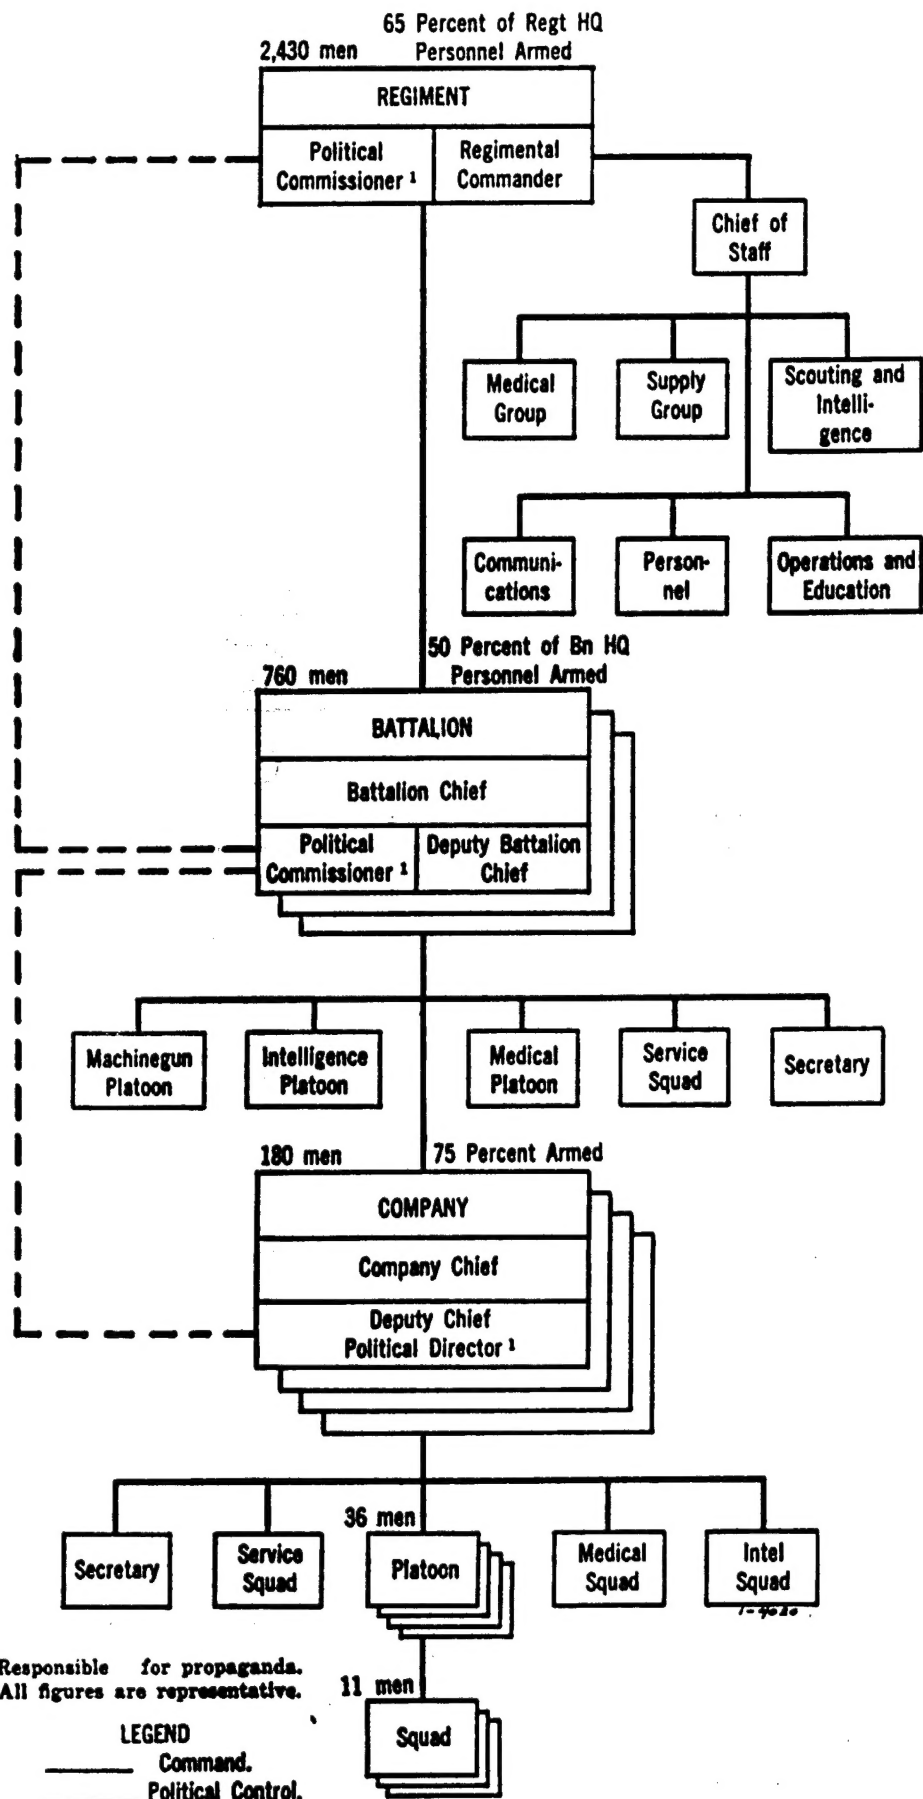 65 Percent of Regt HQ
Personnel Armed
2,430 men
REGIMENT
Political
Commissioner ¹
Regimental
Commander
Chief of
Staff
Medical
Group
Supply
Group
Scouting and
Intelli-
gence
Communi-
cations
Person-
nel
Operations and
Education
50 Percent of Bn HQ
Personnel Armed
760 men
BATTALION
Battalion Chief
Political
Commissioner ¹
Deputy Battalion
Chief
Machinegun
Platoon
Intelligence
Platoon
Medical
Platoon
Service
Squad
Secretary
180 men
75 Percent Armed
COMPANY
Company Chief
Deputy Chief
Political Director ¹
36 men
Secretary
Service
Squad
Platoon
Medical
Squad
Intel
Squad
Responsible for propaganda.
All figures are representative.
11 men
Squad
LEGEND
Command.
Political Control.